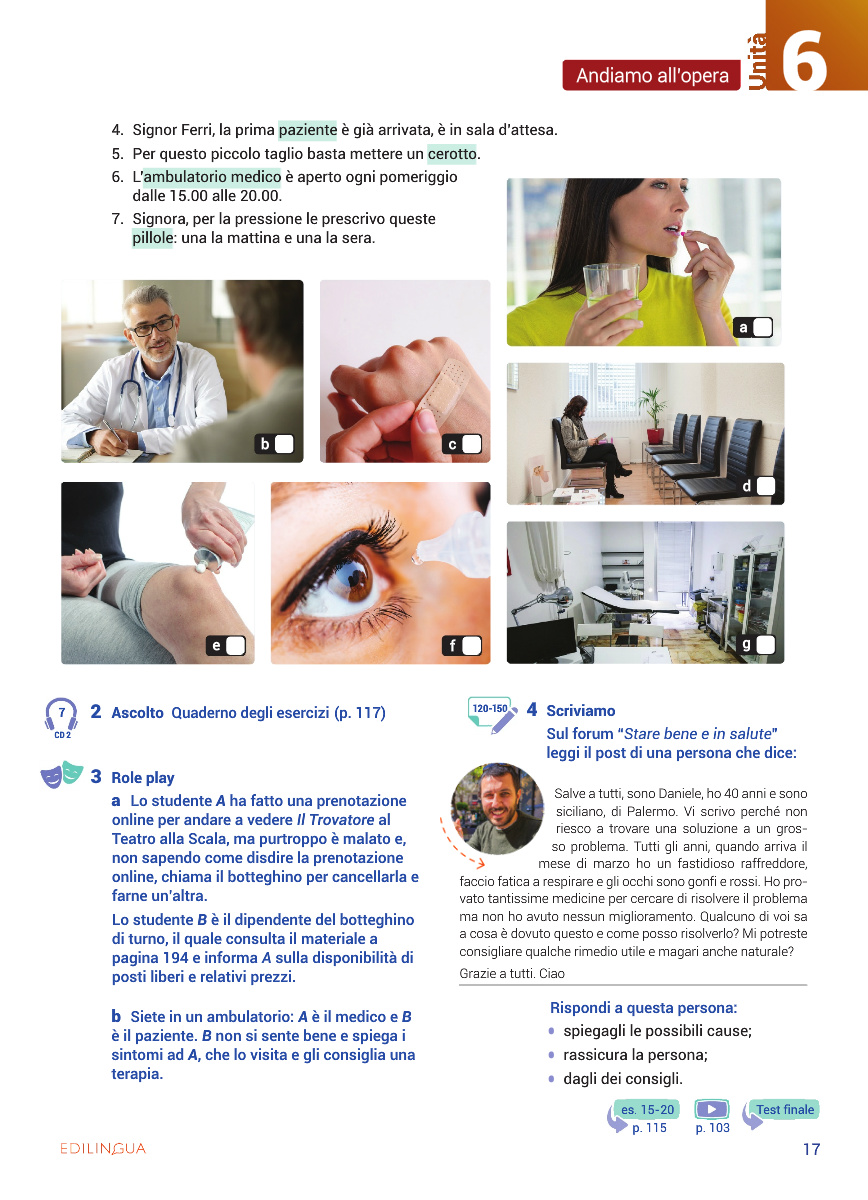 Andiamo all'opera
Unità
6
4. Signor Ferri, la prima paziente è già arrivata, è in sala d'attesa.
5. Per questo piccolo taglio basta mettere un cerotto.
6. L'ambulatorio medico è aperto ogni pomeriggio
dalle 15.00 alle 20.00.
7. Signora, per la pressione le prescrivo queste
pillole: una la mattina e una la sera.
a
b
c
d
e
f
g
7
CD 2
2 Ascolto Quaderno degli esercizi (p. 117)
3 Role play
a Lo studente A ha fatto una prenotazione
online per andare a vedere Il Trovatore al
Teatro alla Scala, ma purtroppo è malato e,
non sapendo come disdire la prenotazione
online, chiama il botteghino per cancellarla e
farne un'altra.
Lo studente B è il dipendente del botteghino
di turno, il quale consulta il materiale a
pagina 194 e informa A sulla disponibilità di
posti liberi e relativi prezzi.
b Siete in un ambulatorio: A è il medico e B
è il paziente. B non si sente bene e spiega i
sintomi ad A, che lo visita e gli consiglia una
terapia.
120-150
4 Scriviamo
Sul forum “Stare bene e in salute”
leggi il post di una persona che dice:
Salve a tutti, sono Daniele, ho 40 anni e sono
siciliano, di Palermo. Vi scrivo perché non
riesco a trovare una soluzione a un gros-
so problema. Tutti gli anni, quando arriva il
mese di marzo ho un fastidioso raffreddore,
faccio fatica a respirare e gli occhi sono gonfi e rossi. Ho pro-
vato tantissime medicine per cercare di risolvere il problema
ma non ho avuto nessun miglioramento. Qualcuno di voi sa
a cosa è dovuto questo e come posso risolverlo? Mi potreste
consigliare qualche rimedio utile e magari anche naturale?
Grazie a tutti. Ciao
Rispondi a questa persona:
• spiegagli le possibili cause;
• rassicura la persona;
• dagli dei consigli.
es. 15-20
p. 115
p. 103
Test finale
EDILINGUA
17